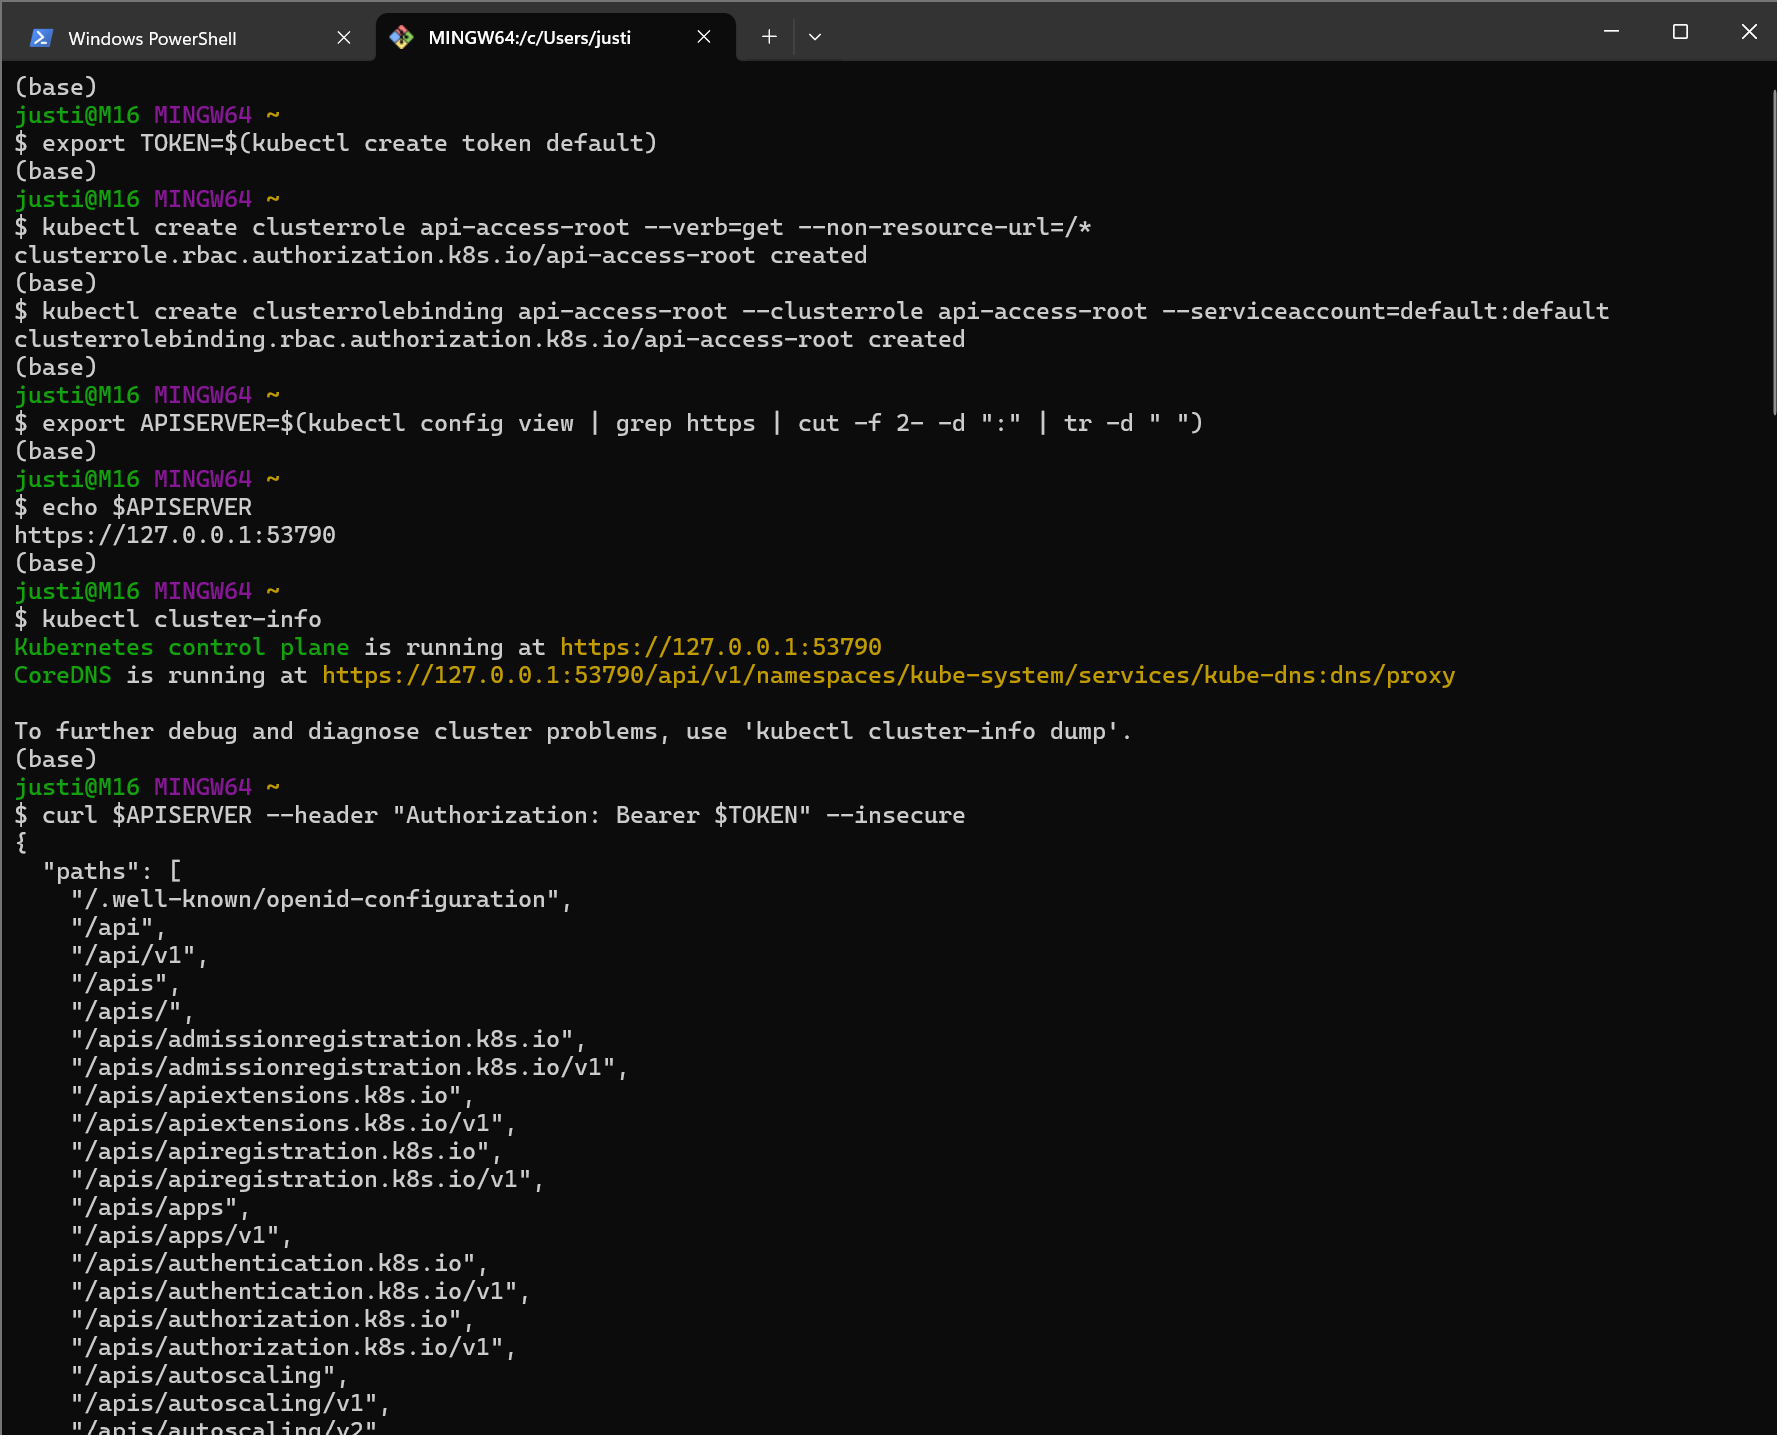 Windows PowerShell
MINGW64:/c/Users/justi
(base)
justi@M16 MINGW64 ~
$ export TOKEN=$(kubectl create token default)
(base)
justi@M16 MINGW64 ~
$ kubectl create clusterrole api-access-root --verb=get --non-resource-url=/*
clusterrole.rbac.authorization.k8s.io/api-access-root created
(base)
$ kubectl create clusterrolebinding api-access-root --clusterrole api-access-root --serviceaccount=default:default
clusterrolebinding.rbac.authorization.k8s.io/api-access-root created
(base)
justi@M16 MINGW64 ~
$ export APISERVER=$(kubectl config view | grep https | cut -f 2- -d ":" | tr -d " ")
(base)
justi@M16 MINGW64 ~
$ echo $APISERVER
https://127.0.0.1:53790
(base)
justi@M16 MINGW64 ~
$ kubectl cluster-info
Kubernetes control plane is running at https://127.0.0.1:53790
CoreDNS is running at https://127.0.0.1:53790/api/v1/namespaces/kube-system/services/kube-dns:dns/proxy
To further debug and diagnose cluster problems, use 'kubectl cluster-info dump'.
(base)
justi@M16 MINGW64 ~
$ curl $APISERVER --header "Authorization: Bearer $TOKEN" --insecure
{
  "paths": [
    "/.well-known/openid-configuration",
    "/api",
    "/api/v1",
    "/apis",
    "/apis/",
    "/apis/admissionregistration.k8s.io",
    "/apis/admissionregistration.k8s.io/v1",
    "/apis/apiextensions.k8s.io",
    "/apis/apiextensions.k8s.io/v1",
    "/apis/apiregistration.k8s.io",
    "/apis/apiregistration.k8s.io/v1",
    "/apis/apps",
    "/apis/apps/v1",
    "/apis/authentication.k8s.io",
    "/apis/authentication.k8s.io/v1",
    "/apis/authorization.k8s.io",
    "/apis/authorization.k8s.io/v1",
    "/apis/autoscaling",
    "/apis/autoscaling/v1",
    "/apis/autoscaling/v2"